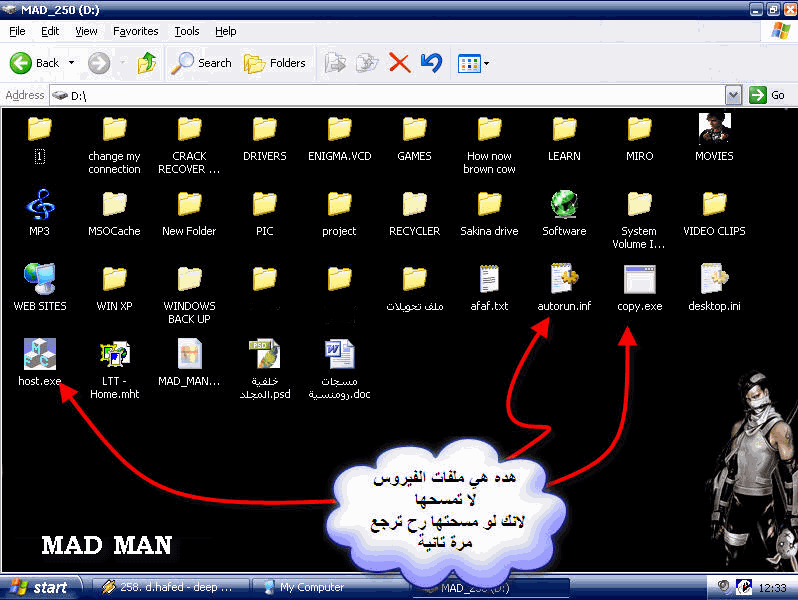 MAD_250 (D:)
File Edit View Favorites Tools Help
Back Search Folders
Address D:\ Go
1
change my
connection
CRACK
RECOVER ...
DRIVERS
ENIGMA.VCD
GAMES
How now
brown cow
LEARN
MIRO
MOVIES
MP3
MSOCache
New Folder
PIC
project
RECYCLER
Sakina drive
Software
System
Volume I...
VIDEO CLIPS
WEB SITES
WIN XP
WINDOWS
BACK UP
ملف تحويلات
afaf.txt
autorun.inf
copy.exe
desktop.ini
host.exe
LTT -
Home.mht
MAD_MAN...
خلفية
المجلد.psd
مسجات
رومنسية.doc
هده هي ملفات الفيروس
لا تمسحها
لانك لو مسحتها رح ترجع
مرة تانية
MAD MAN
start 258. d.hafed - deep ... My Computer MAD_250 (D:) 12:33